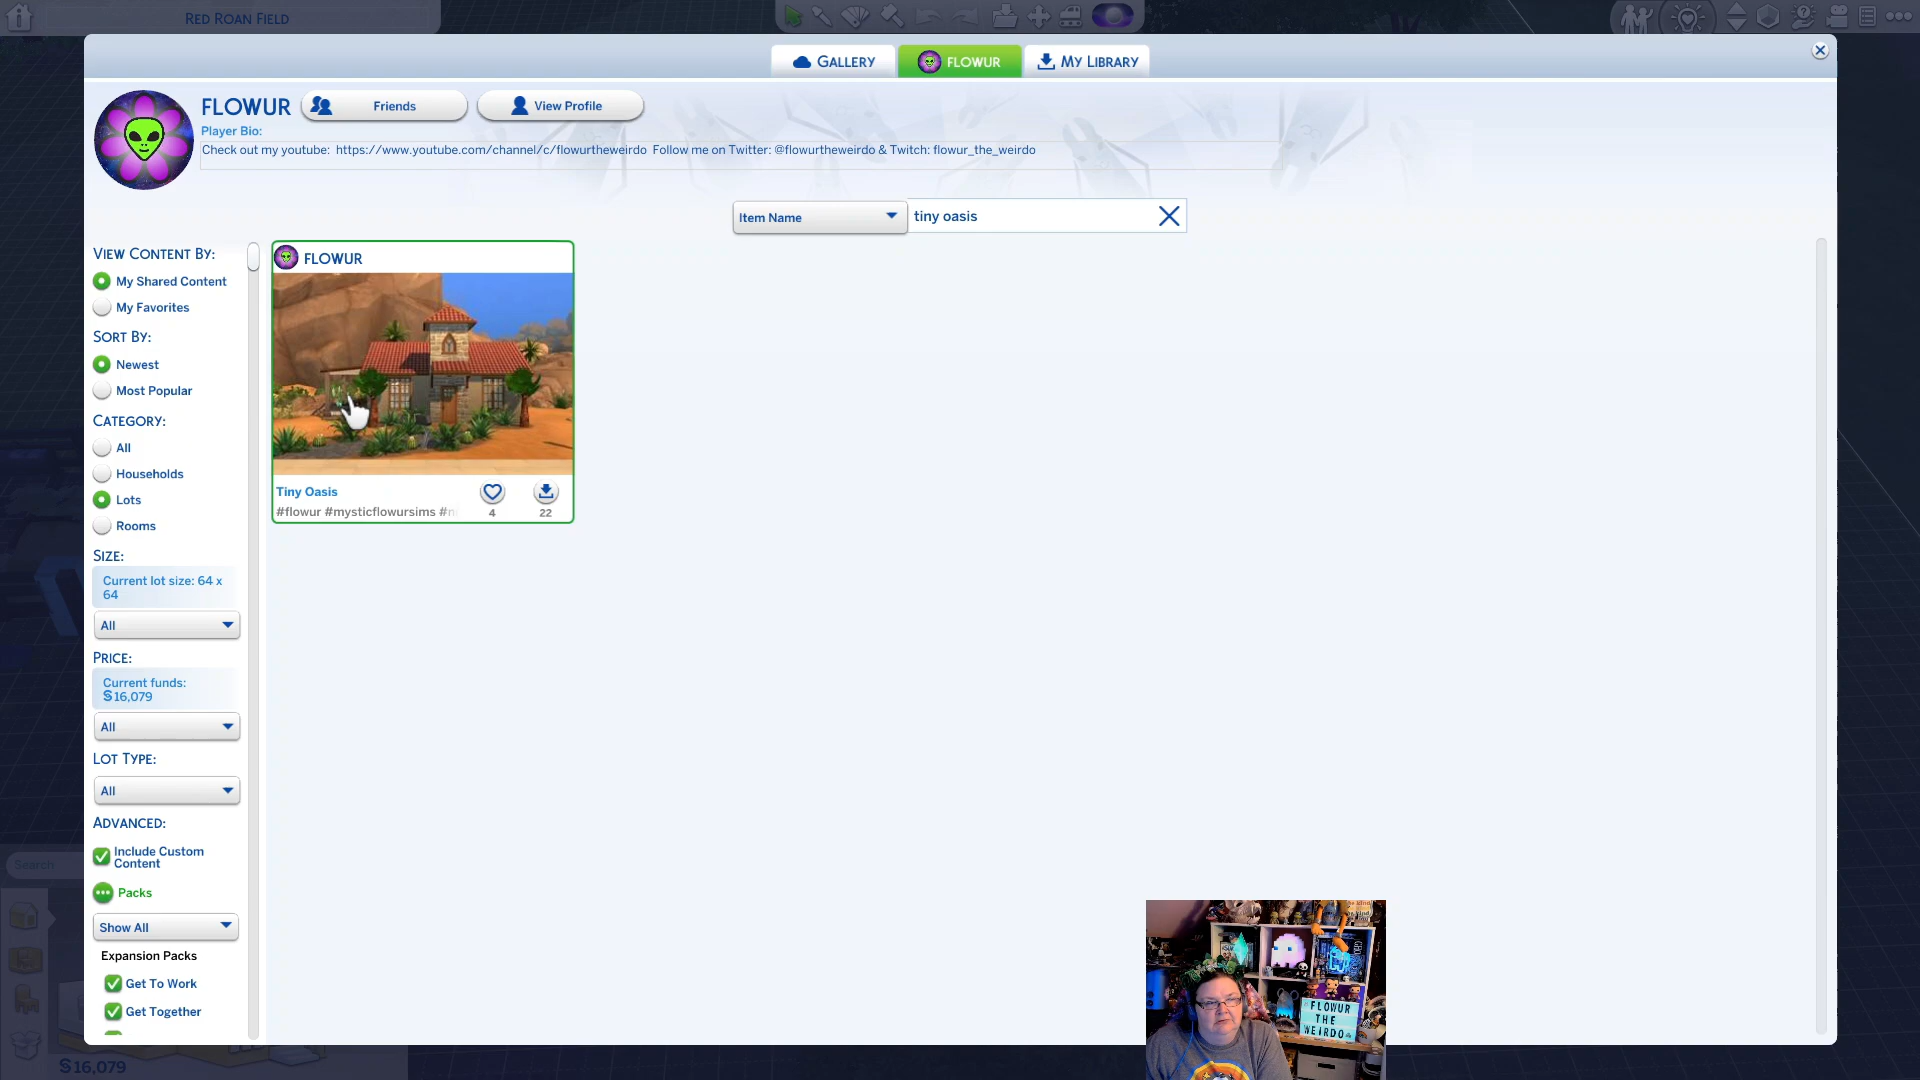 RED ROAN FIELD
GALLERY
FLOWUR
MY LIBRARY
FLOWUR
Friends
View Profile
Player Bio:
Check out my youtube: https://www.youtube.com/channel/c/flowurtheweirdo Follow me on Twitter: @flowurtheweirdo & Twitch: flowur_the_weirdo
Item Name
tiny oasis
VIEW CONTENT BY:
My Shared Content
My Favorites
SORT BY:
Newest
Most Popular
CATEGORY:
All
Households
Lots
Rooms
SIZE:
Current lot size: 64 x
64
All
PRICE:
Current funds:
§16,079
All
LOT TYPE:
All
ADVANCED:
Include Custom
Content
Packs
Show All
Expansion Packs
Get To Work
Get Together
FLOWUR
Tiny Oasis
#flowur #mysticflowursims
4
22
Search
§16,079
FLOWUR
THE
WEIRDO